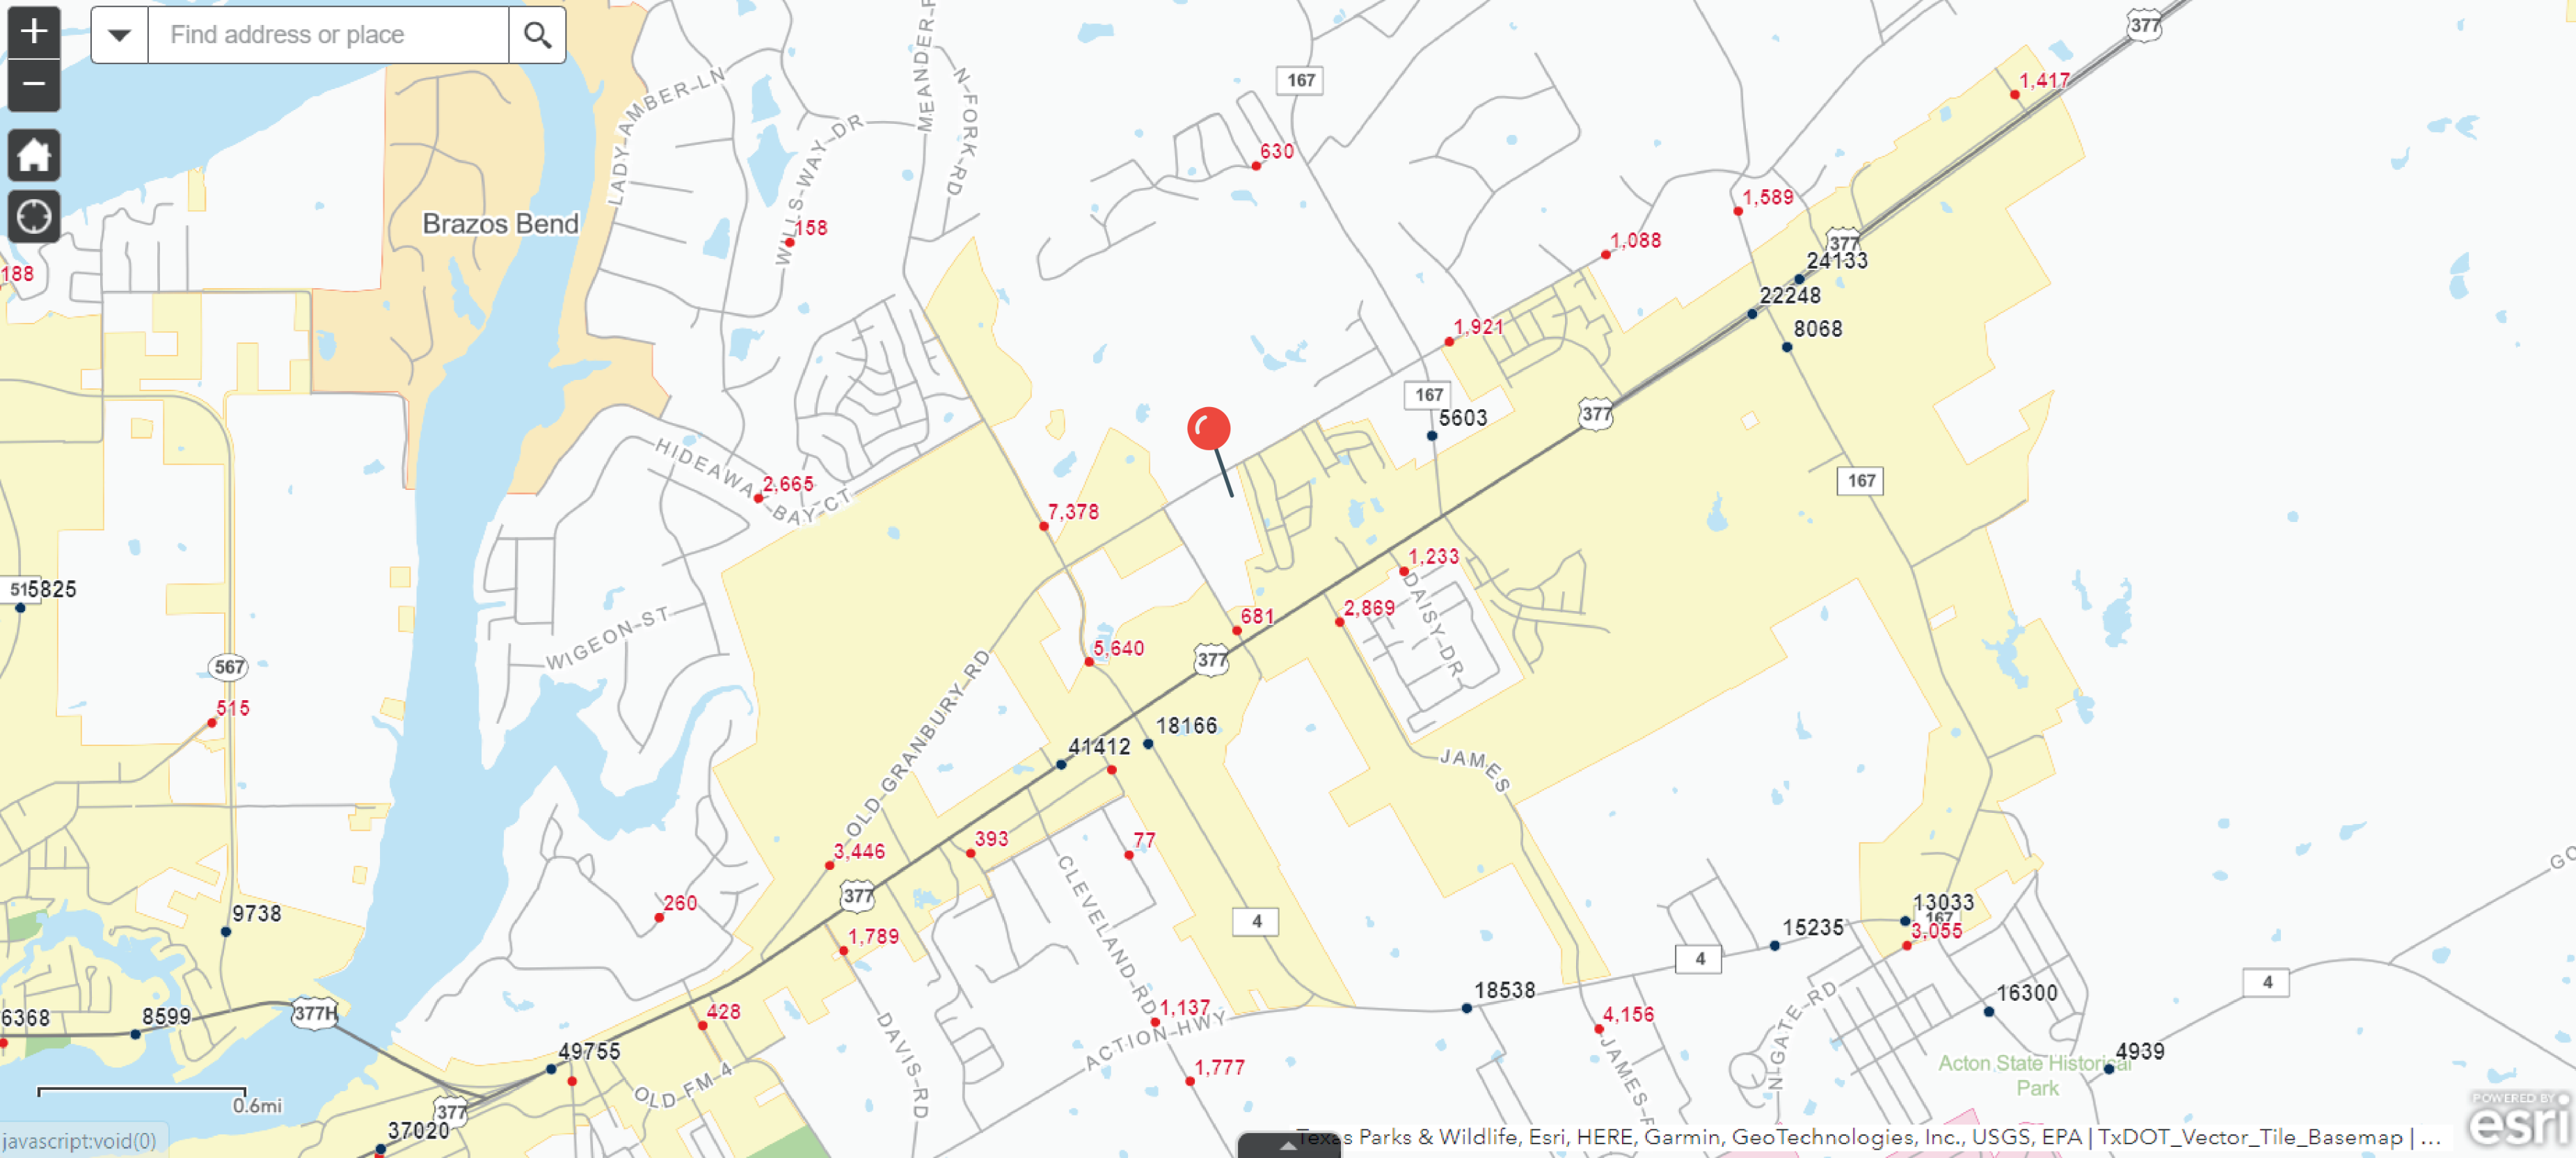 +
Find address or place
−
377
1,417
167
LADY-AMBER-LN
MEANDER-R
N-FORK-RD
WILLS-WAY-DR
630
Brazos Bend
158
1,589
1,088
377
24133
188
22248
8068
1,921
167
5603
377
HIDEAWA
2,665
BAY-CT
7,378
167
1,233
515825
2,869
DAISY-DR
681
WIGEON-ST
5,640
377
567
515
OLD-GRANBURY-RD
18166
41412
JAMES
393
77
3,446
377
CLEVELAND-RD
260
9738
4
13033
167
3,055
15235
1,789
4
18538
16300
4
428
1,137
ACTION-HWY
4,156
N-GATE-RD
6368
8599
377H
49755
DAVIS-RD
OLD-FM-4
1,777
JAMES-R
Acton State Historical
Park
4939
GO
0.6mi
377
37020
javascript:void(0)
Texas Parks & Wildlife, Esri, HERE, Garmin, GeoTechnologies, Inc., USGS, EPA | TxDOT_Vector_Tile_Basemap | ...
POWERED BY
esri